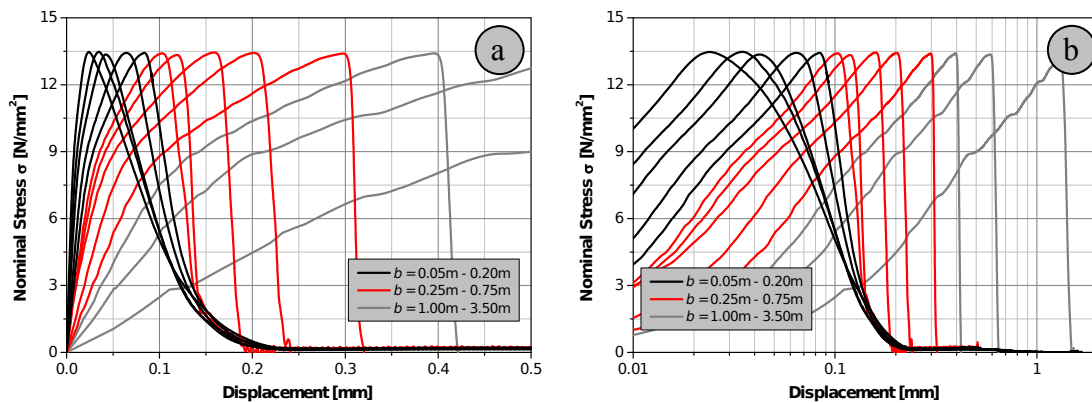 a
15
12
9
6
3
0
Nominal Stress σ [N/mm²]
b = 0.05m - 0.20m
b = 0.25m - 0.75m
b = 1.00m - 3.50m
0.0 0.1 0.2 0.3 0.4 0.5
Displacement [mm]
b
15
12
9
6
3
0
Nominal Stress σ [N/mm²]
b = 0.05m - 0.20m
b = 0.25m - 0.75m
b = 1.00m - 3.50m
0.01 0.1 1
Displacement [mm]